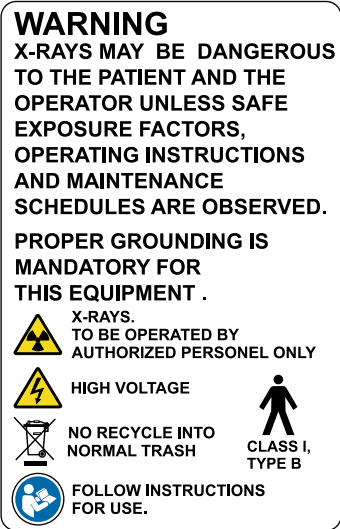 WARNING
X-RAYS MAY BE DANGEROUS
TO THE PATIENT AND THE
OPERATOR UNLESS SAFE
EXPOSURE FACTORS,
OPERATING INSTRUCTIONS
AND MAINTENANCE
SCHEDULES ARE OBSERVED.
PROPER GROUNDING IS
MANDATORY FOR
THIS EQUIPMENT .
X-RAYS.
TO BE OPERATED BY
AUTHORIZED PERSONEL ONLY
HIGH VOLTAGE
NO RECYCLE INTO
NORMAL TRASH
CLASS I,
TYPE B
FOLLOW INSTRUCTIONS
FOR USE.